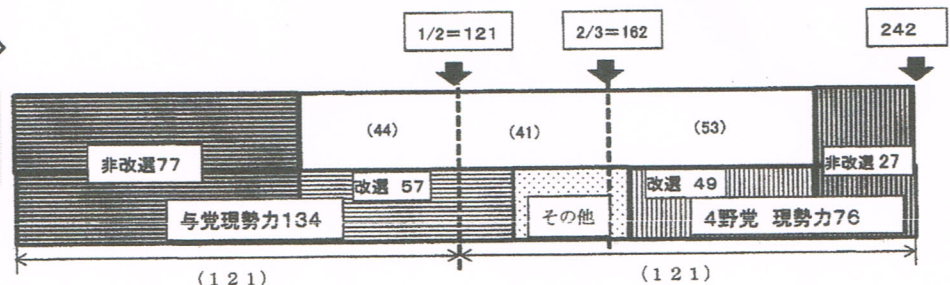 1/2＝121
2/3＝162
242
(44)
(41)
(53)
非改選77
非改選 27
改選 57
改選 49
与党現勢力134
その他
4野党 現勢力76
(１２１)
(１２１)